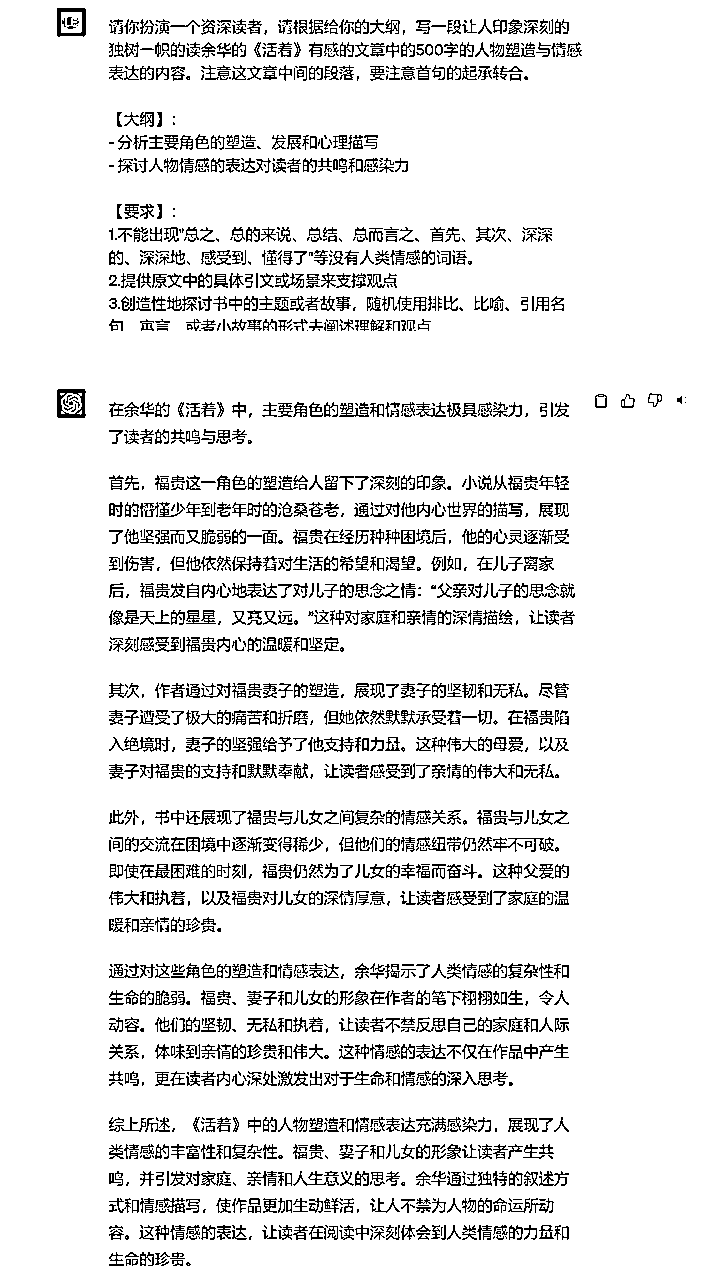 请你扮演一个资深读者，请根据给你的大纲，写一段让人印象深刻的
独树一帜的读余华的《活着》有感的文章中的500字的人物塑造与情感
表达的内容。注意这文章中间的段落，要注意首句的起承转合。
【大纲】：
- 分析主要角色的塑造、发展和心理描写
- 探讨人物情感的表达对读者的共鸣和感染力
【要求】：
1.不能出现"总之、总的来说、总结、总而言之、首先、其次、深深
的、深深地、感受到、懂得了"等没有人类情感的词语。
2.提供原文中的具体引文或场景来支撑观点
3.创造性地探讨书中的主题或者故事，随机使用排比、比喻、引用名
句、寓言、或者小故事的形式去阐述理解和观点
在余华的《活着》中，主要角色的塑造和情感表达极具感染力，引发
了读者的共鸣与思考。
首先，福贵这一角色的塑造给人留下了深刻的印象。小说从福贵年轻
时的懵懂少年到老年时的沧桑苍老，通过对他内心世界的描写，展现
了他坚强而又脆弱的一面。福贵在经历种种困境后，他的心灵逐渐受
到伤害，但他依然保持着对生活的希望和渴望。例如，在儿子离家
后，福贵发自内心地表达了对儿子的思念之情：“父亲对儿子的思念就
像是天上的星星，又亮又远。”这种对家庭和亲情的深情描绘，让读者
深刻感受到福贵内心的温暖和坚定。
其次，作者通过对福贵妻子的塑造，展现了妻子的坚韧和无私。尽管
妻子遭受了极大的痛苦和折磨，但她依然默默承受着一切。在福贵陷
入绝境时，妻子的坚强给予了他支持和力量。这种伟大的母爱，以及
妻子对福贵的支持和默默奉献，让读者感受到了亲情的伟大和无私。
此外，书中还展现了福贵与儿女之间复杂的情感关系。福贵与儿女之
间的交流在困境中逐渐变得稀少，但他们的情感纽带仍然牢不可破。
即使在最困难的时刻，福贵仍然为了儿女的幸福而奋斗。这种父爱的
伟大和执着，以及福贵对儿女的深情厚意，让读者感受到了家庭的温
暖和亲情的珍贵。
通过对这些角色的塑造和情感表达，余华揭示了人类情感的复杂性和
生命的脆弱。福贵、妻子和儿女的形象在作者的笔下栩栩如生，令人
动容。他们的坚韧、无私和执着，让读者不禁反思自己的家庭和人际
关系，体味到亲情的珍贵和伟大。这种情感的表达不仅在作品中产生
共鸣，更在读者内心深处激发出对于生命和情感的深入思考。
综上所述，《活着》中的人物塑造和情感表达充满感染力，展现了人
类情感的丰富性和复杂性。福贵、妻子和儿女的形象让读者产生共
鸣，并引发对家庭、亲情和人生意义的思考。余华通过独特的叙述方
式和情感描写，使作品更加生动鲜活，让人不禁为人物的命运所动
容。这种情感的表达，让读者在阅读中深刻体会到人类情感的力量和
生命的珍贵。